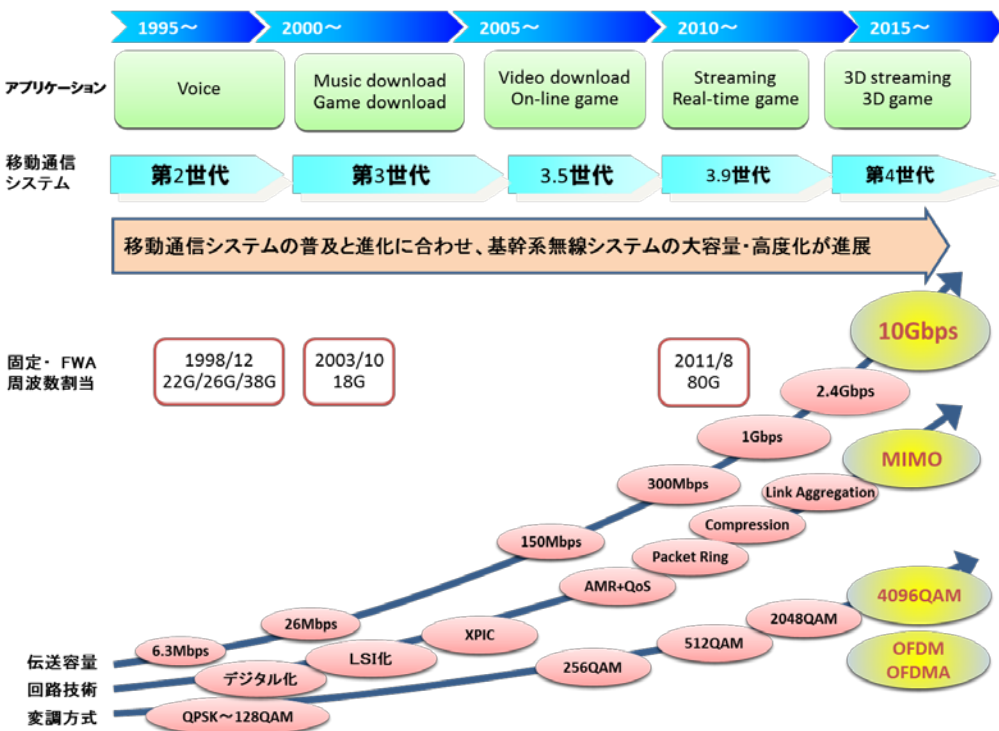 1995～ 2000～ 2005～ 2010～ 2015～
アプリケーション
Voice
Music download
Game download
Video download
On-line game
Streaming
Real-time game
3D streaming
3D game
移動通信
システム
第2世代
第3世代
3.5世代
3.9世代
第4世代
移動通信システムの普及と進化に合わせ、基幹系無線システムの大容量・高度化が進展
固定・ FWA
周波数割当
1998/12
22G/26G/38G
2003/10
18G
2011/8
80G
伝送容量
6.3Mbps
26Mbps
150Mbps
300Mbps
1Gbps
2.4Gbps
10Gbps
回路技術
デジタル化
LSI化
XPIC
AMR+QoS
Packet Ring
Compression
Link Aggregation
MIMO
変調方式
QPSK～128QAM
256QAM
512QAM
2048QAM
4096QAM
OFDM
OFDMA